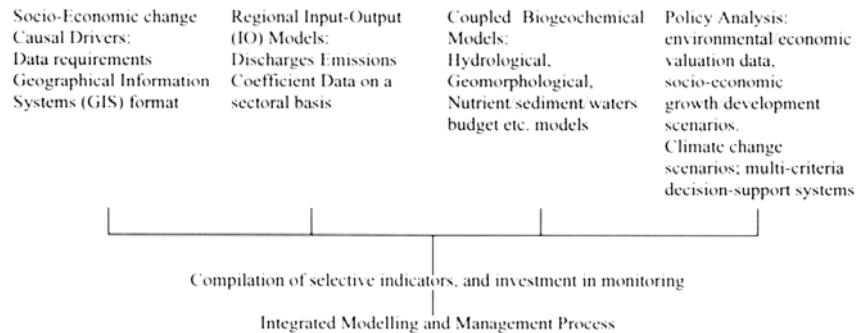 Socio-Economic change
Causal Drivers:
Data requirements
Geographical Information
Systems (GIS) format
Regional Input-Output
(IO) Models:
Discharges Emissions
Coefficient Data on a
sectoral basis
Coupled Biogeochemical
Models:
Hydrological,
Geomorphological,
Nutrient/sediment/waters
budget etc. models
Policy Analysis:
environmental/economic
valuation data,
socio-economic
growth development
scenarios.
Climate change
scenarios; multi-criteria
decision-support systems
Compilation of selective indicators, and investment in monitoring
Integrated Modelling and Management Process